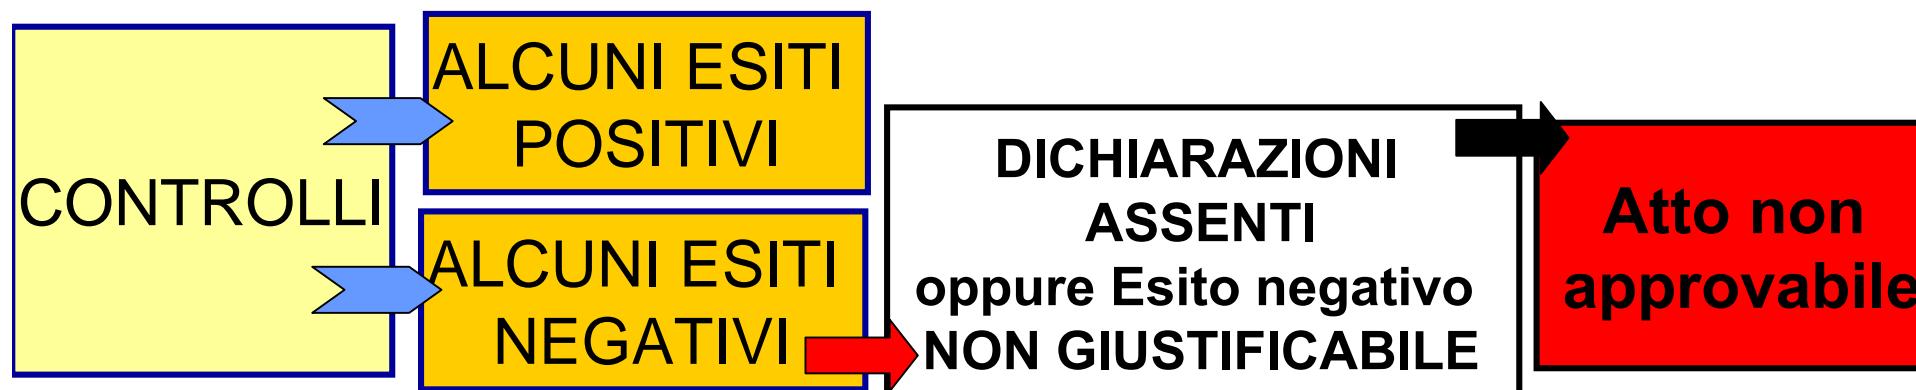 CONTROLLI
ALCUNI ESITI
POSITIVI
ALCUNI ESITI
NEGATIVI
DICHIARAZIONI
ASSENTI
oppure Esito negativo
NON GIUSTIFICABILE
Atto non
approvabile